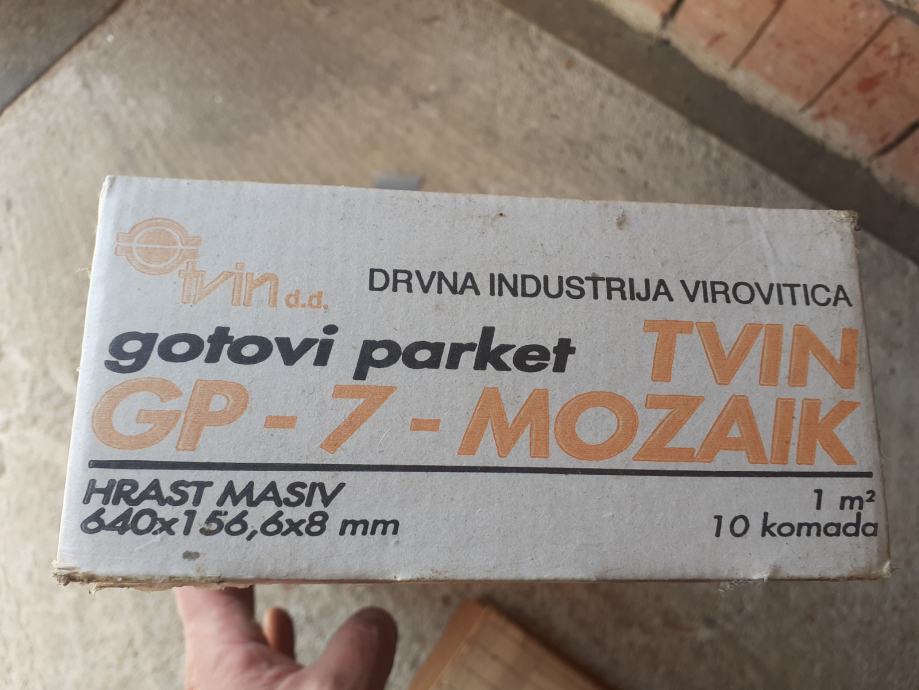 tvin d.d.
DRVNA INDUSTRIJA VIROVITICA
gotovi parket TVIN
GP - 7 - MOZAIK
HRAST MASIV
640x156,6x8 mm
1 m²
10 komada